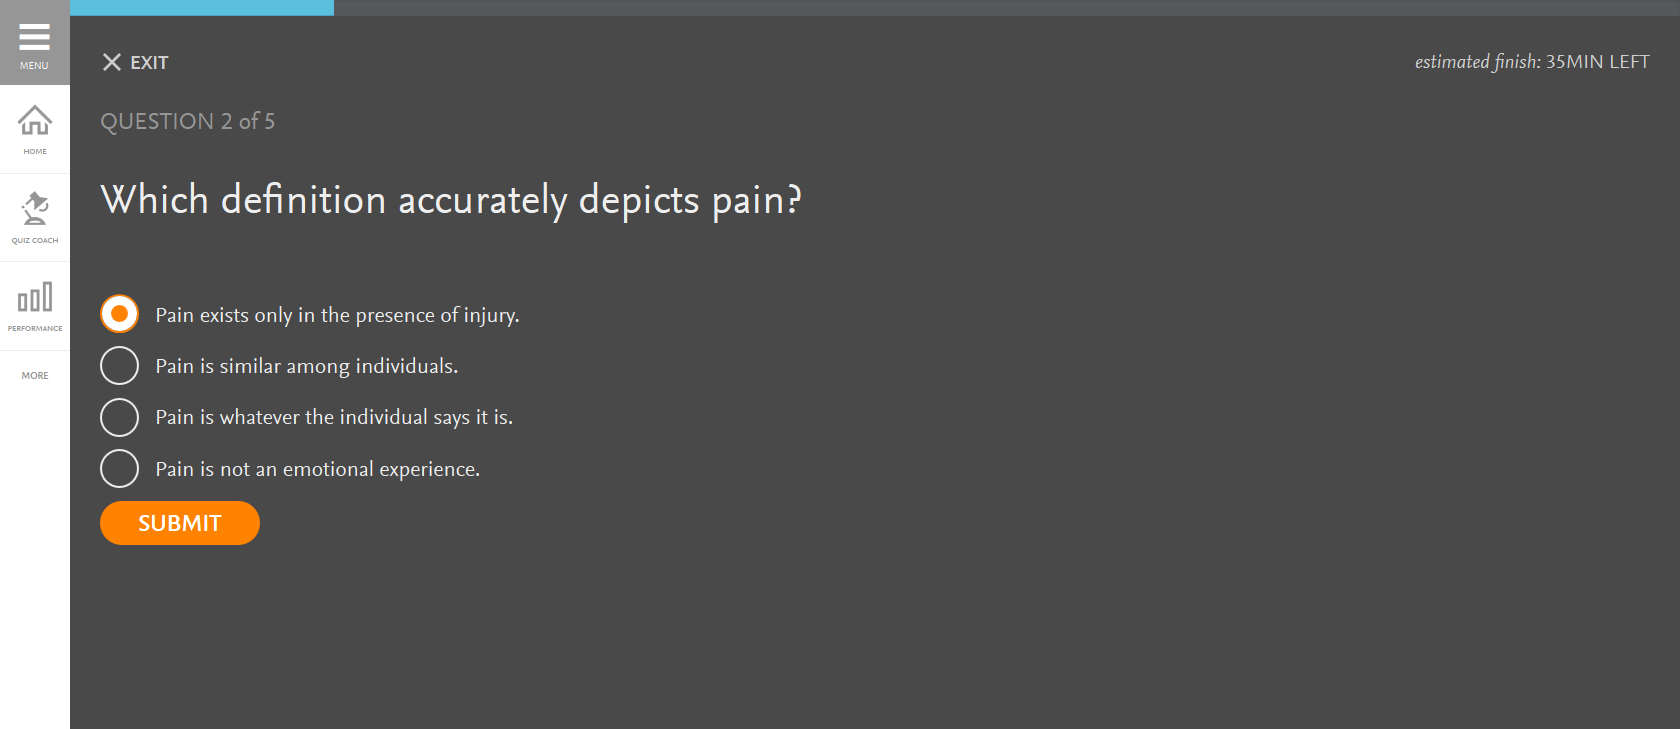 MENU
HOME
QUIZ COACH
PERFORMANCE
MORE
EXIT
estimated finish: 35MIN LEFT
QUESTION 2 of 5
Which definition accurately depicts pain?
Pain exists only in the presence of injury.
Pain is similar among individuals.
Pain is whatever the individual says it is.
Pain is not an emotional experience.
SUBMIT